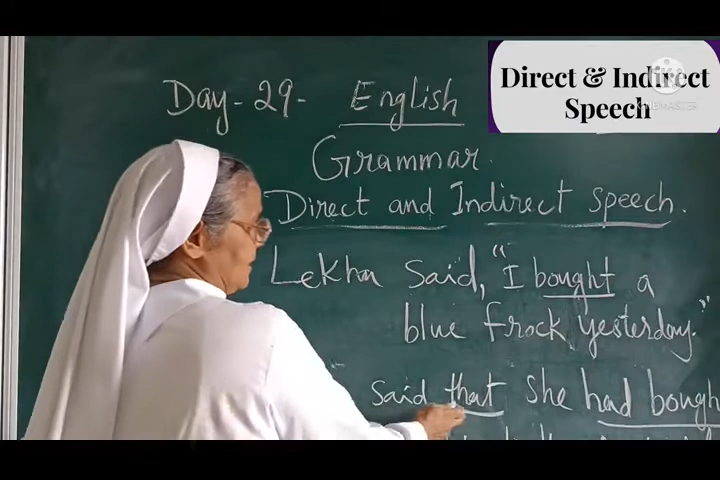 Direct & Indirect
Speech
KINEMASTER
Day - 29 - English
Grammar.
Direct and Indirect speech.
Lekha said, "I bought a
blue frock yesterday."
said that she had bough